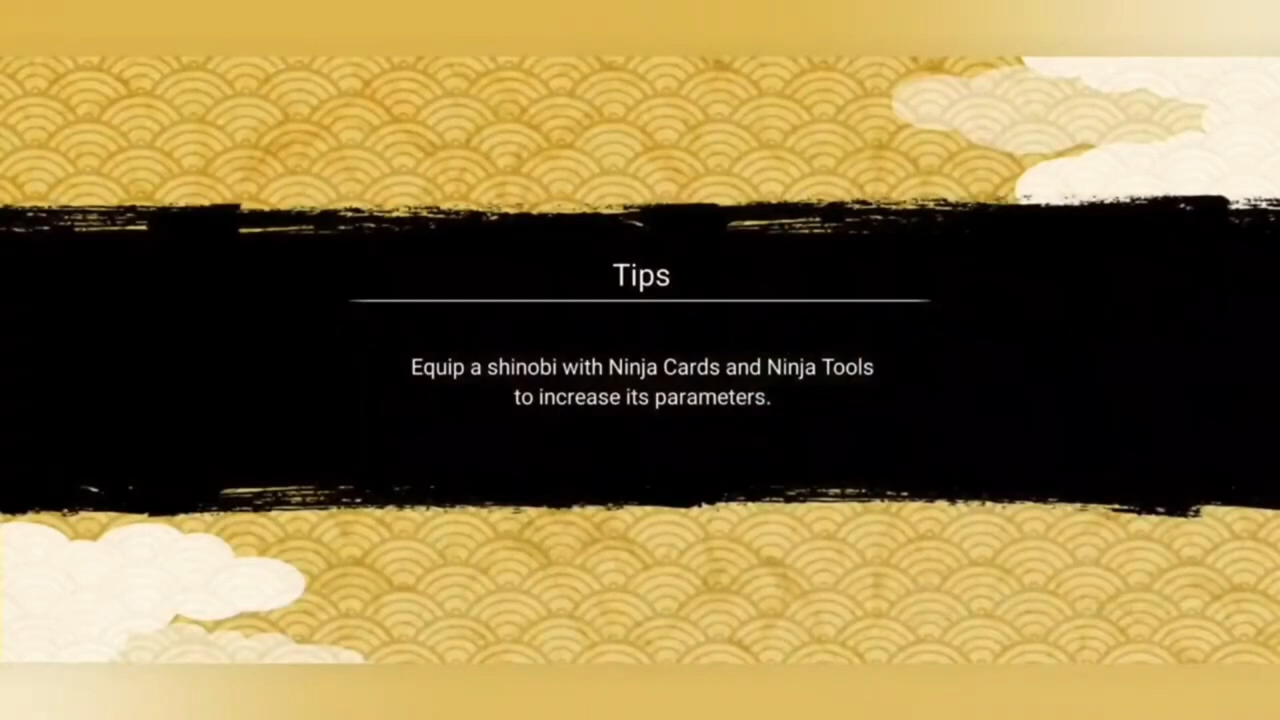 Tips
Equip a shinobi with Ninja Cards and Ninja Tools
to increase its parameters.